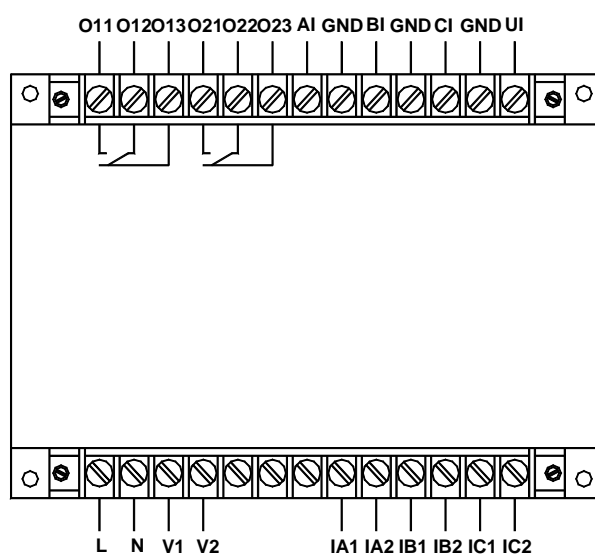 O11 O12 O13 O21 O22 O23 AI GND BI GND CI GND UI
L N V1 V2 IA1 IA2 IB1 IB2 IC1 IC2